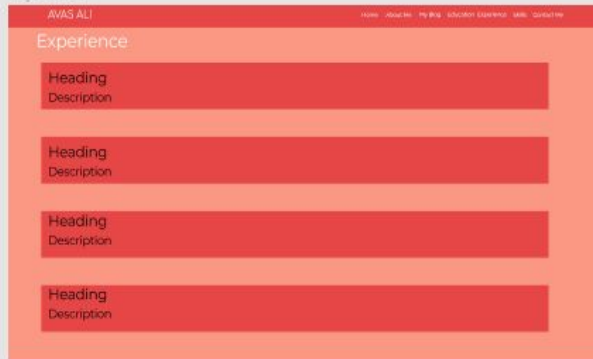 AVAS ALI
Home About Me My Blog Education Experience Skills Contact Me
Experience
Heading
Description
Heading
Description
Heading
Description
Heading
Description